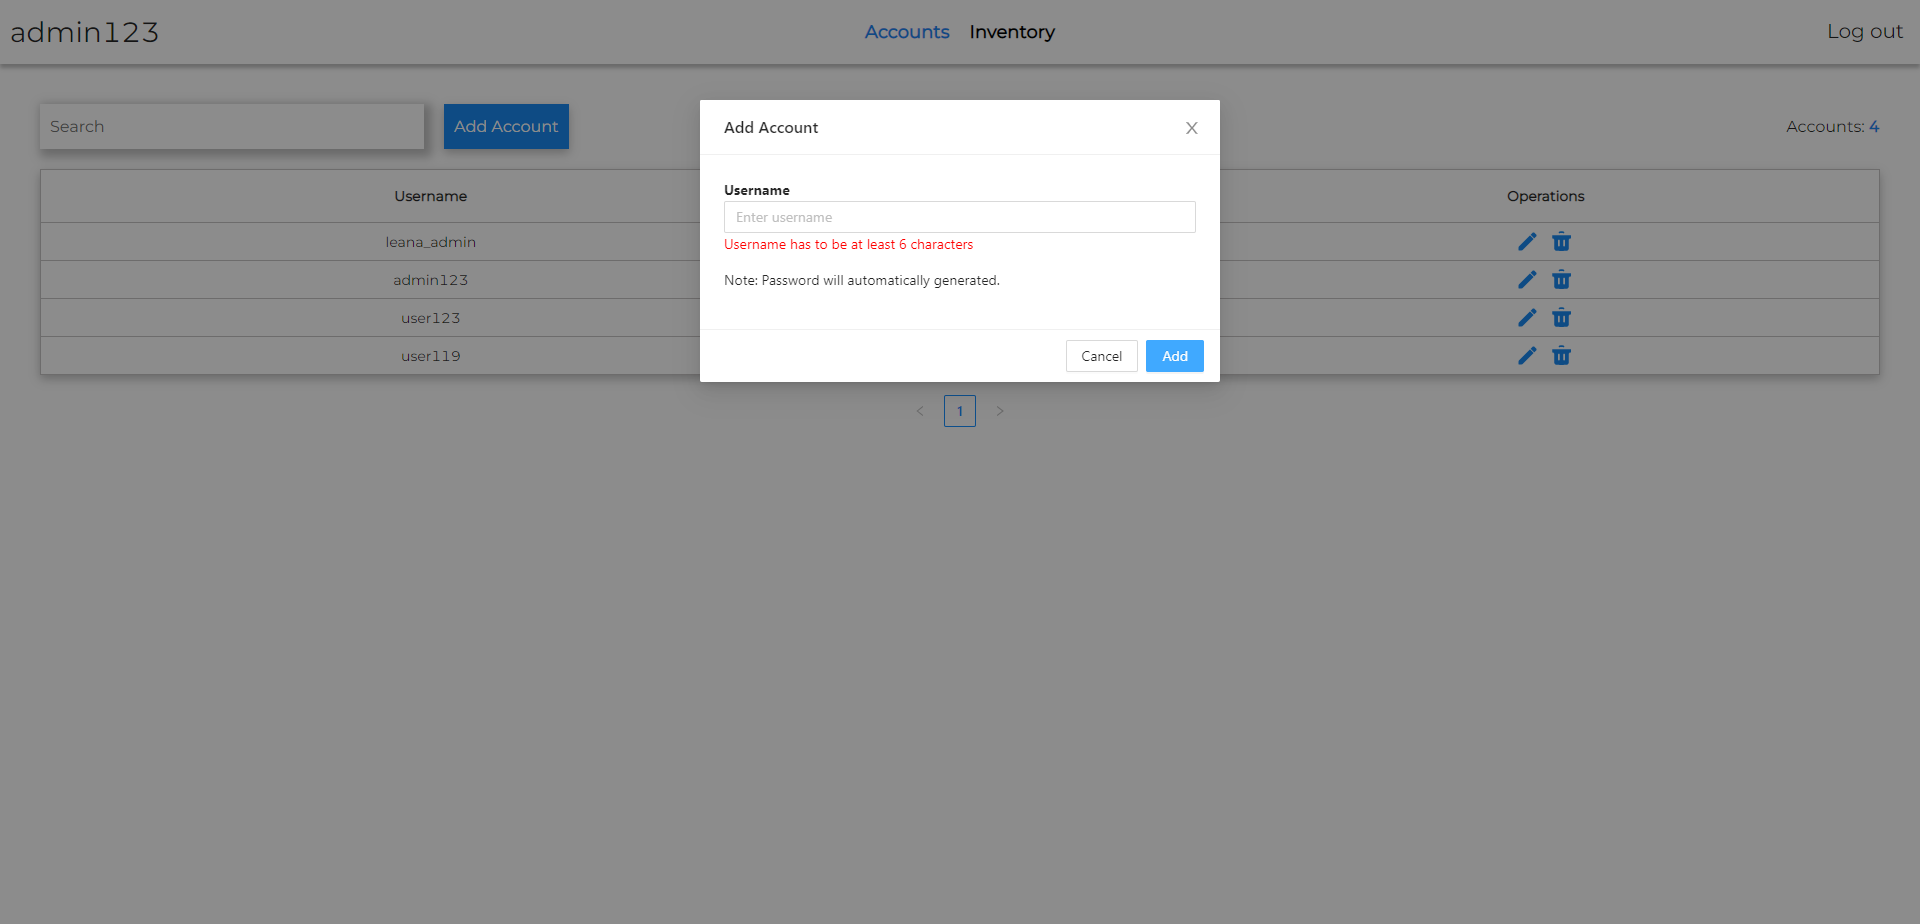 admin123
Accounts Inventory
Log out
Search
Add Account
Accounts: 4
Username
Operations
leana_admin
admin123
user123
user119
1
Add Account
Username
Enter username
Username has to be at least 6 characters
Note: Password will automatically generated.
Cancel
Add